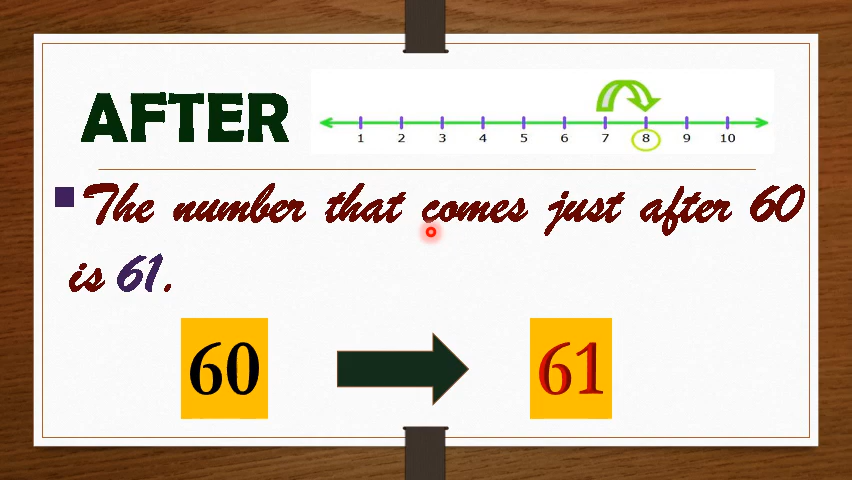 AFTER
1 2 3 4 5 6 7 8 9 10
The number that comes just after 60
is 61.
60 61